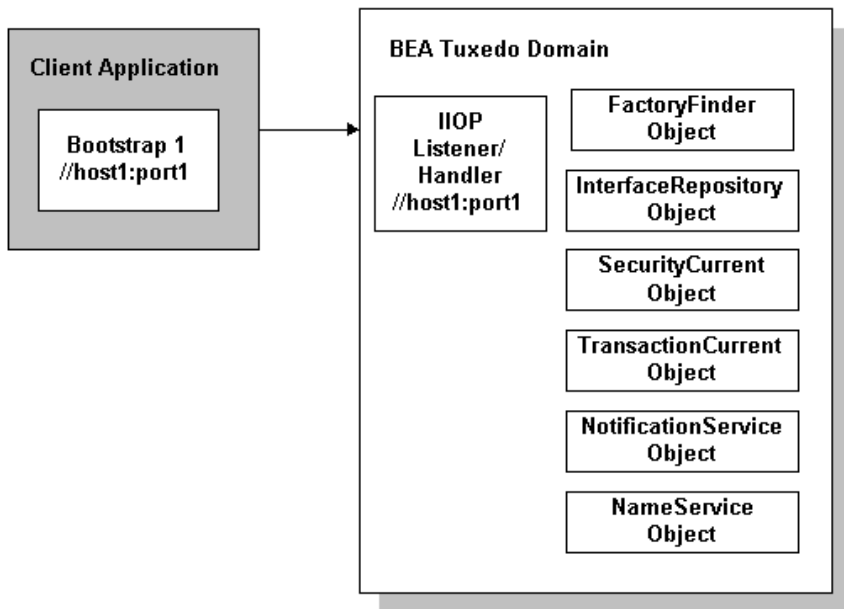 Client Application
Bootstrap 1
//host1:port1
BEA Tuxedo Domain
IIOP
Listener/
Handler
//host1:port1
FactoryFinder
Object
InterfaceRepository
Object
SecurityCurrent
Object
TransactionCurrent
Object
NotificationService
Object
NameService
Object